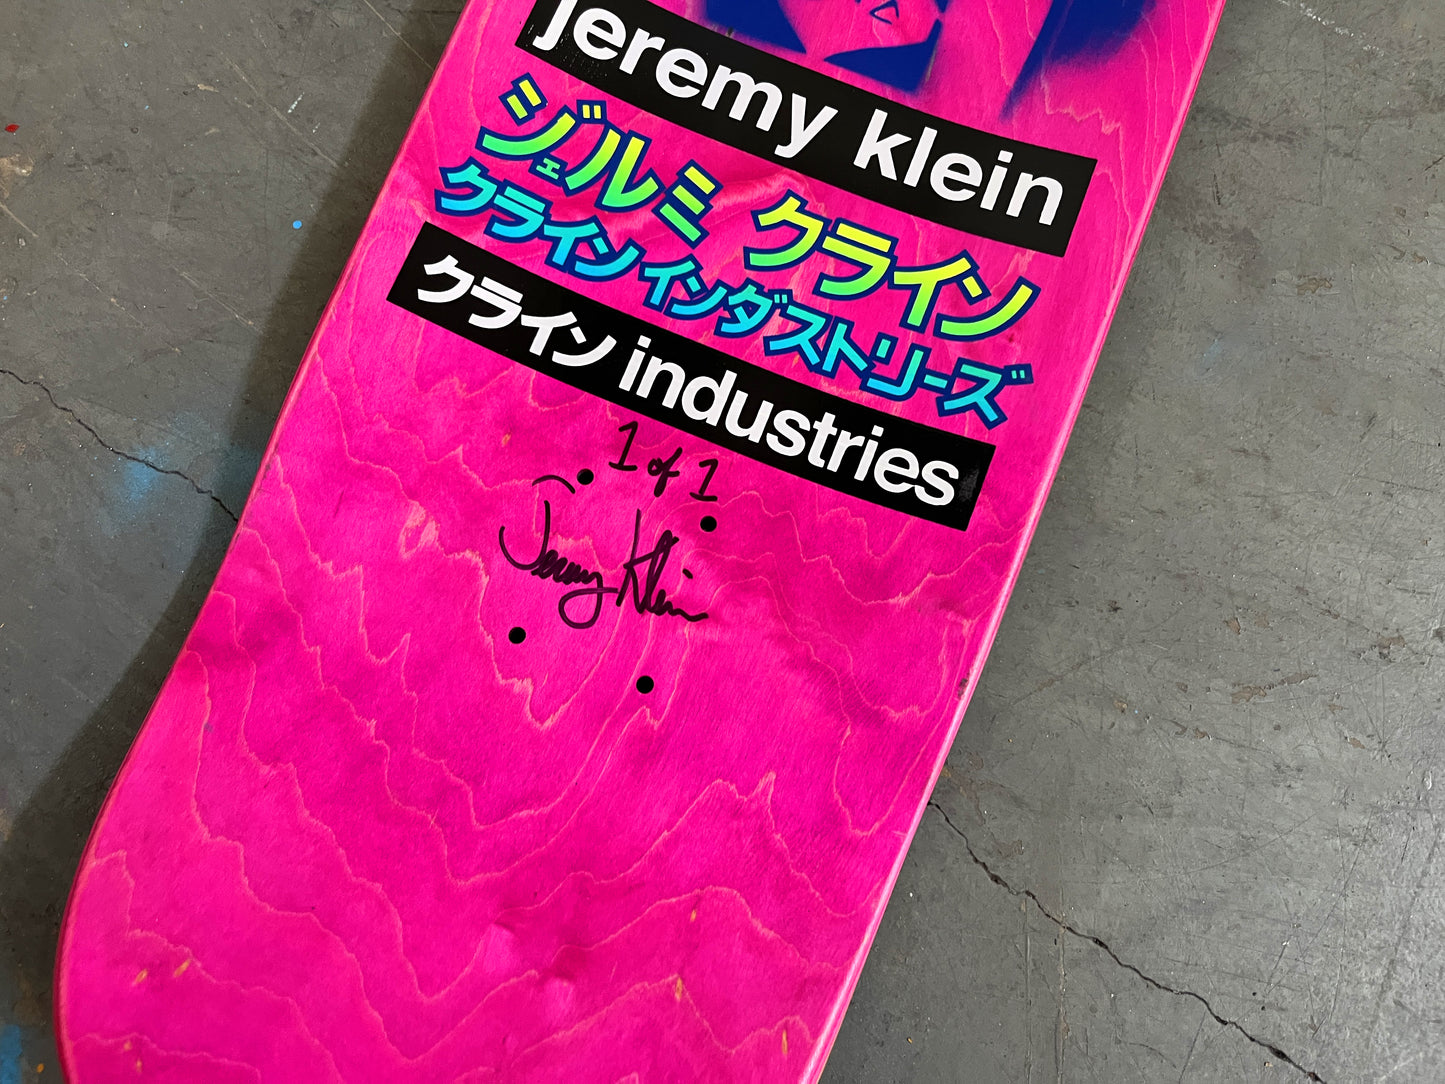 jeremy klein
ジェルミ クライン
クラインインダストリーズ
クライン industries
1 of 1
Jeremy Klein